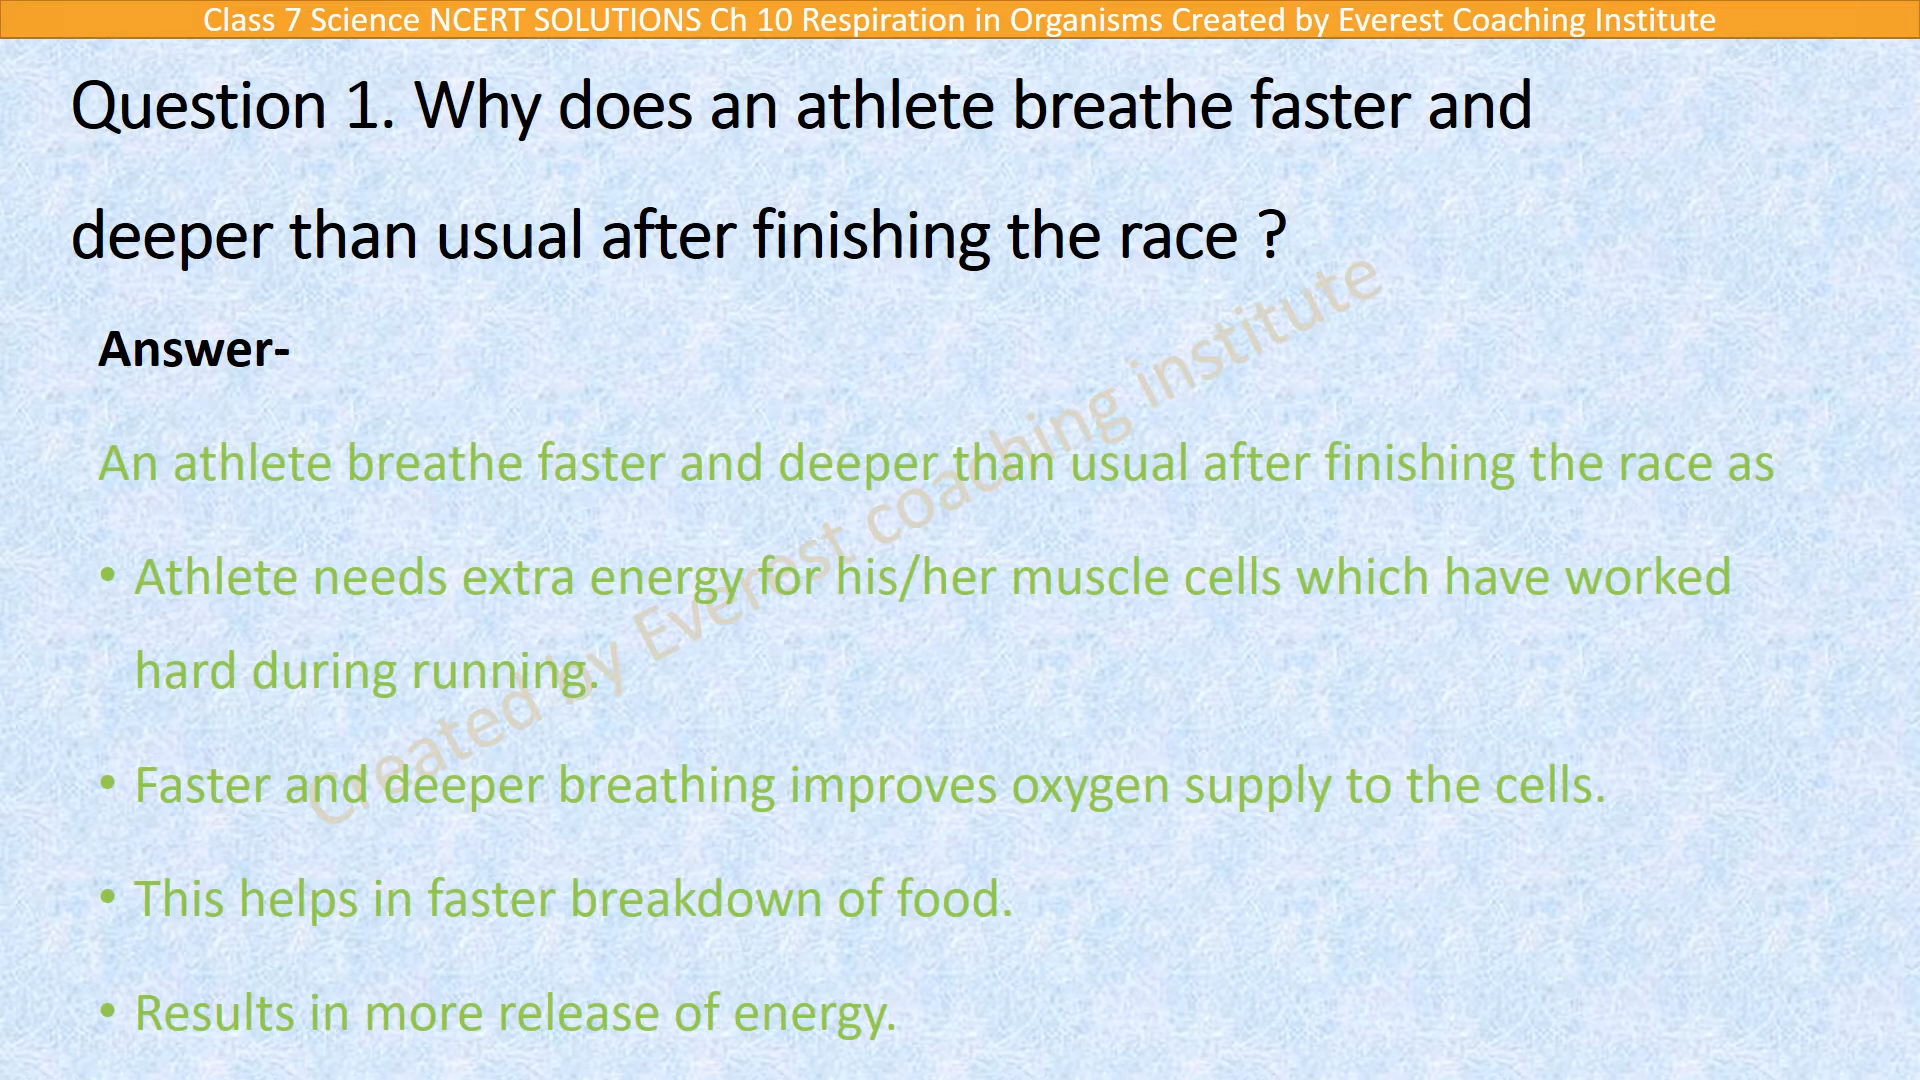 Class 7 Science NCERT SOLUTIONS Ch 10 Respiration in Organisms Created by Everest Coaching Institute
Question 1. Why does an athlete breathe faster and
deeper than usual after finishing the race ?
Answer-
An athlete breathe faster and deeper than usual after finishing the race as
• Athlete needs extra energy for his/her muscle cells which have worked
hard during running.
• Faster and deeper breathing improves oxygen supply to the cells.
• This helps in faster breakdown of food.
• Results in more release of energy.
Created by Everest coaching institute